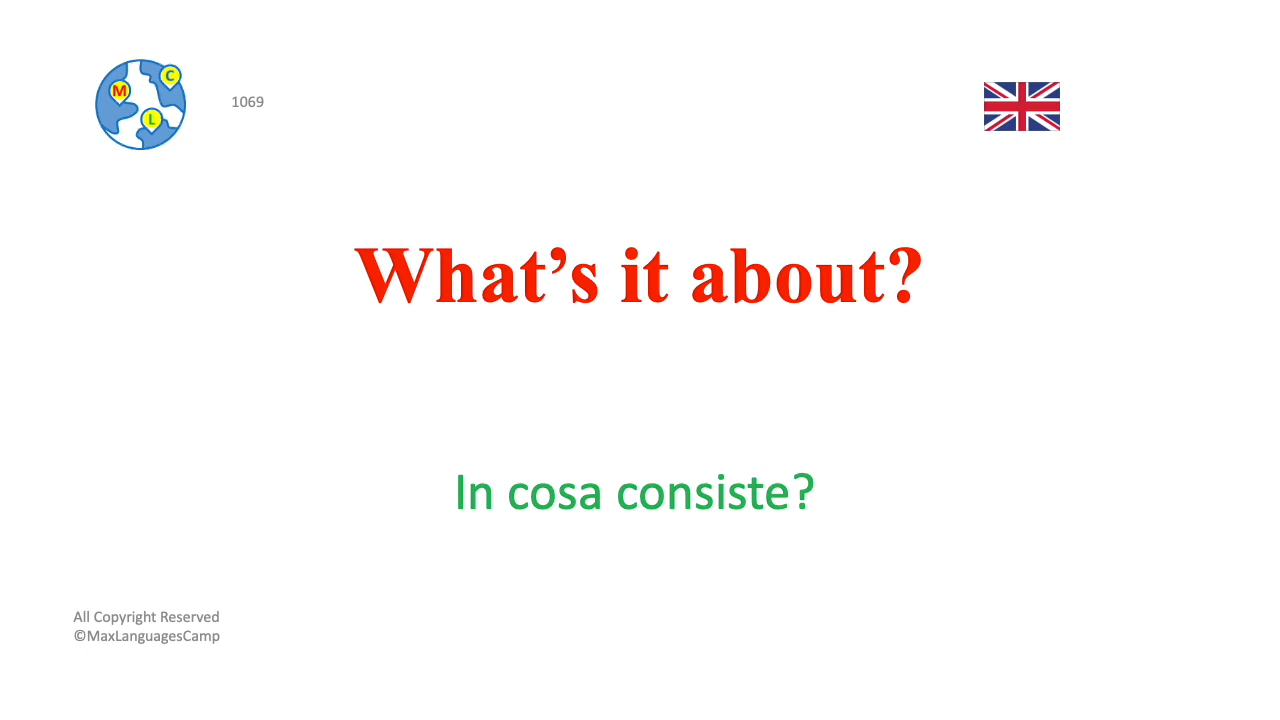 M
C
L
1069
What’s it about?
In cosa consiste?
All Copyright Reserved
©MaxLanguagesCamp